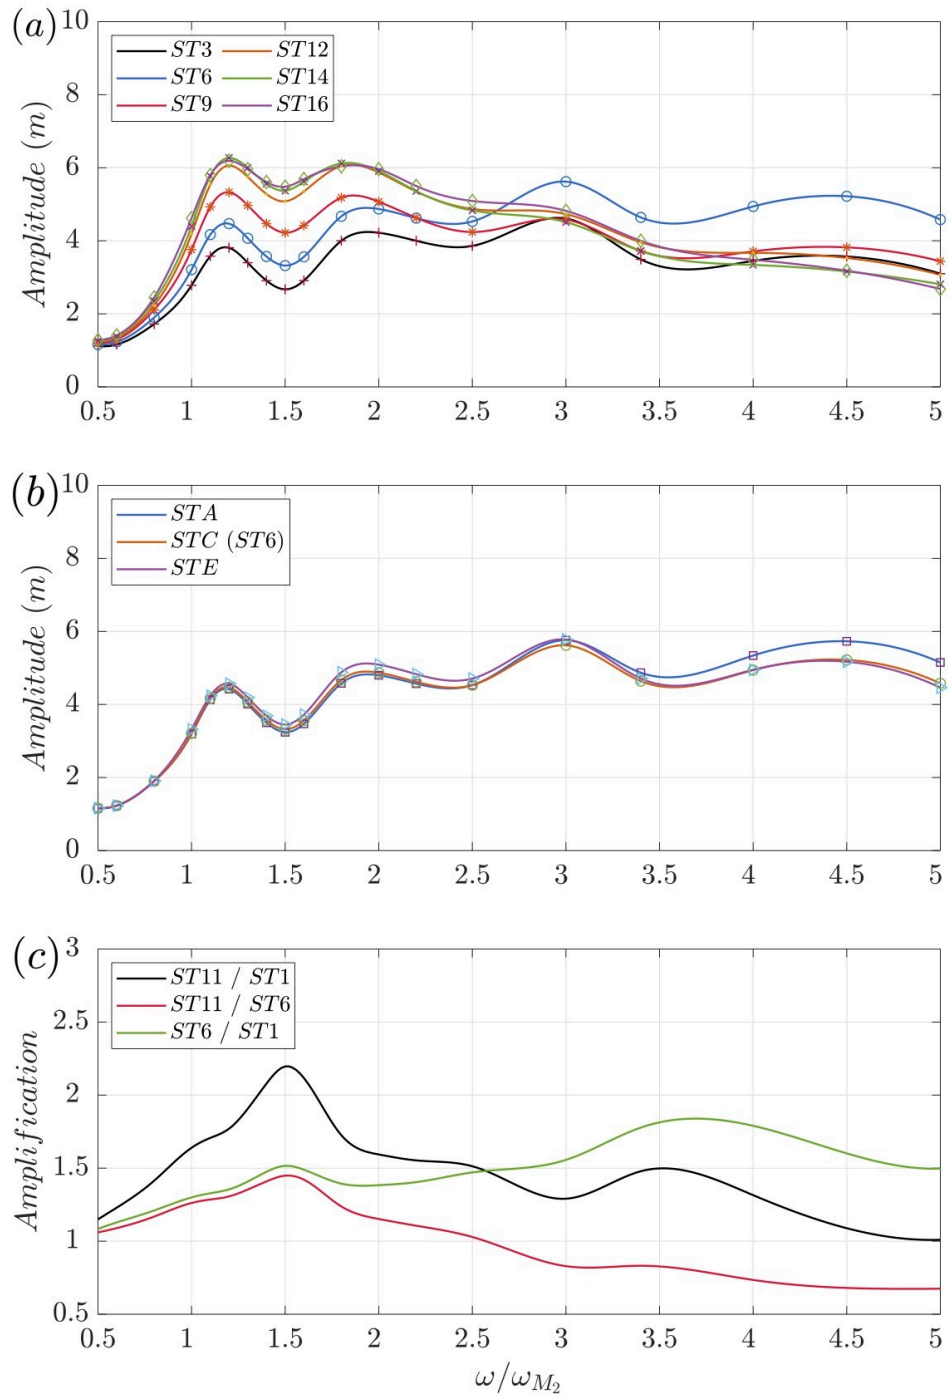 (a)
Amplitude (m)
10
8
6
4
2
0
ST3 ST12
ST6 ST14
ST9 ST16
0.5 1 1.5 2 2.5 3 3.5 4 4.5 5
(b)
Amplitude (m)
10
8
6
4
2
0
STA
STC (ST6)
STE
0.5 1 1.5 2 2.5 3 3.5 4 4.5 5
(c)
Amplification
3
2.5
2
1.5
1
0.5
ST11 / ST1
ST11 / ST6
ST6 / ST1
0.5 1 1.5 2 2.5 3 3.5 4 4.5 5
ω/ω_{M_2}